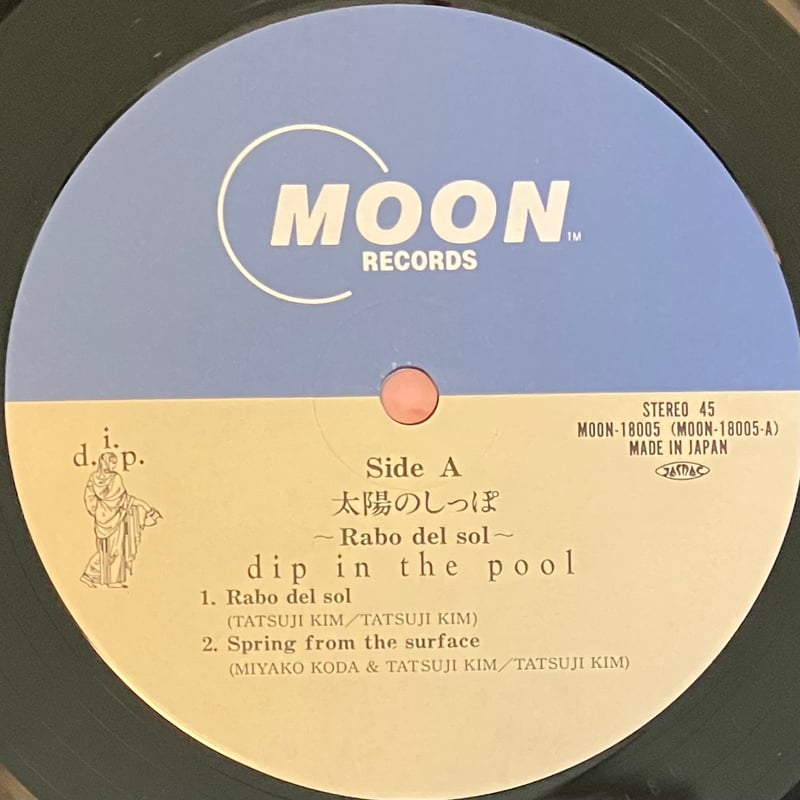 MOON TM
RECORDS
STEREO 45
MOON-18005 (MOON-18005-A)
MADE IN JAPAN
JASRAC
d.i.p.
Side A
太陽のしっぽ
~Rabo del sol~
dip in the pool
1. Rabo del sol
(TATSUJI KIM／TATSUJI KIM)
2. Spring from the surface
(MIYAKO KODA & TATSUJI KIM／TATSUJI KIM)